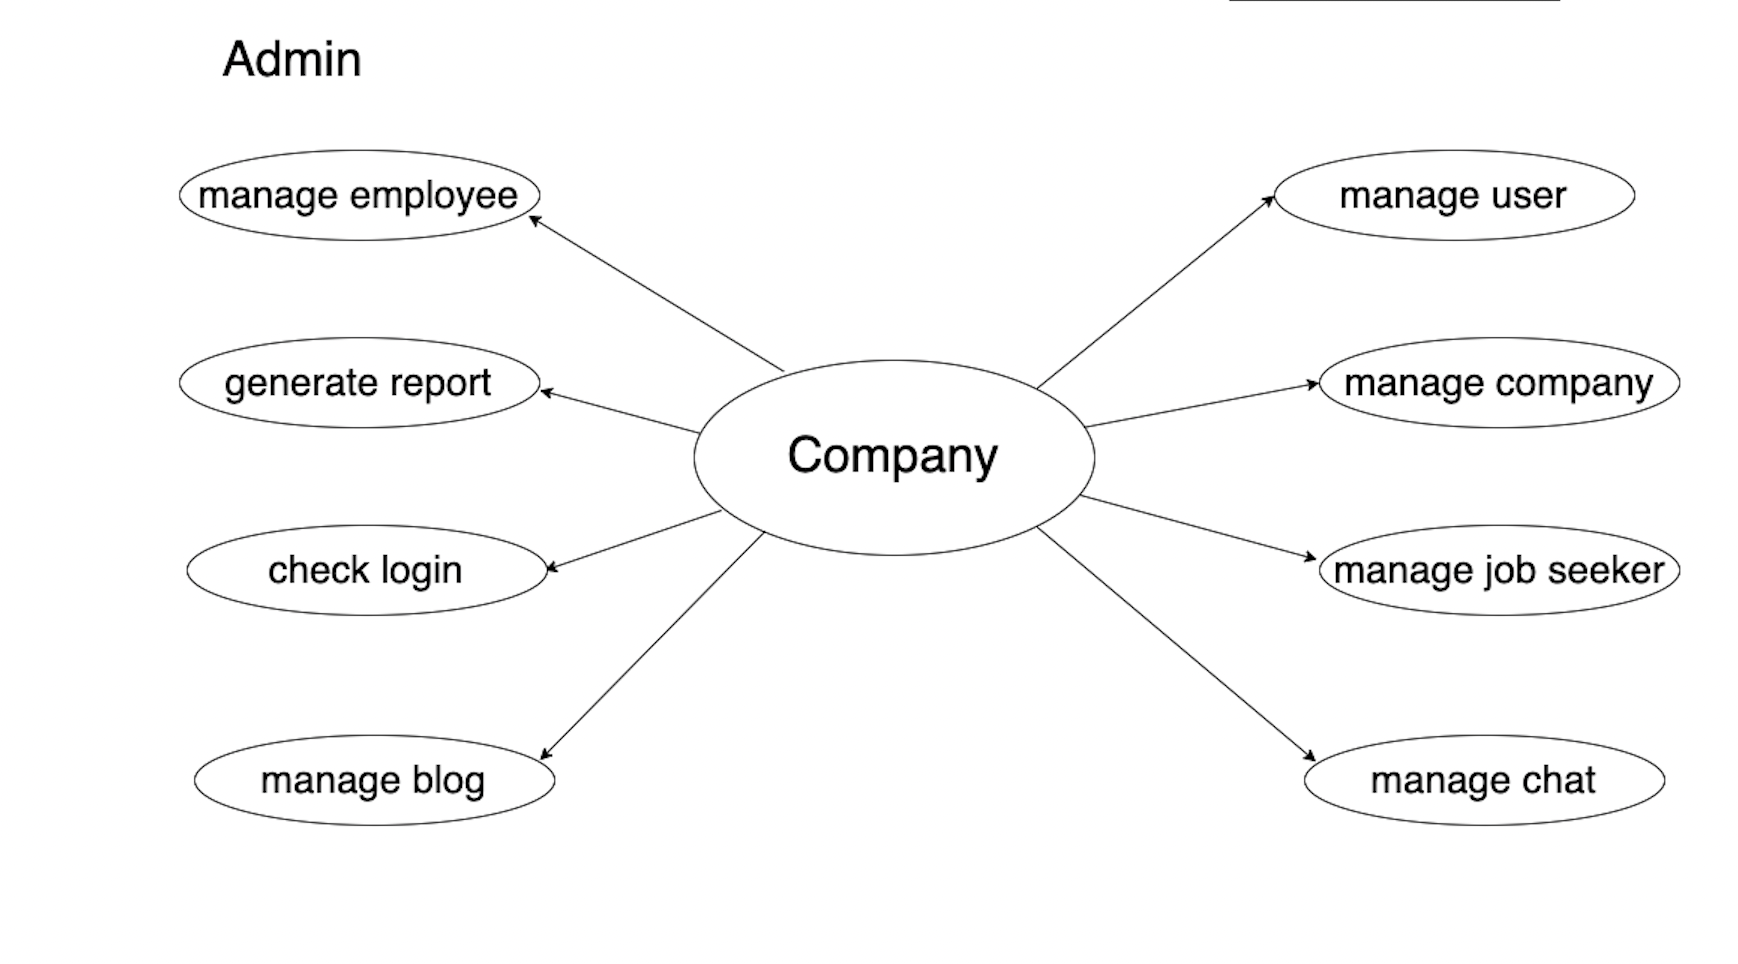 Admin
manage employee
manage user
generate report
manage company
Company
check login
manage job seeker
manage blog
manage chat